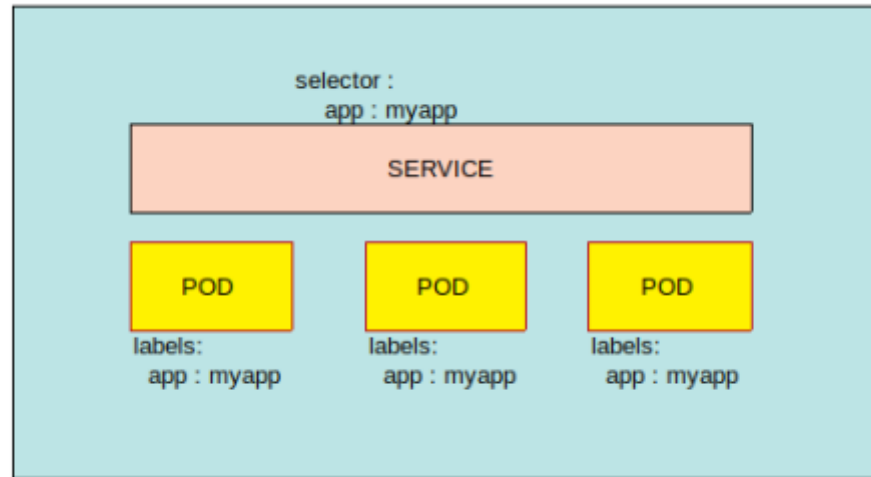 selector :
app : myapp
SERVICE
POD POD POD
labels: labels: labels:
app : myapp app : myapp app : myapp